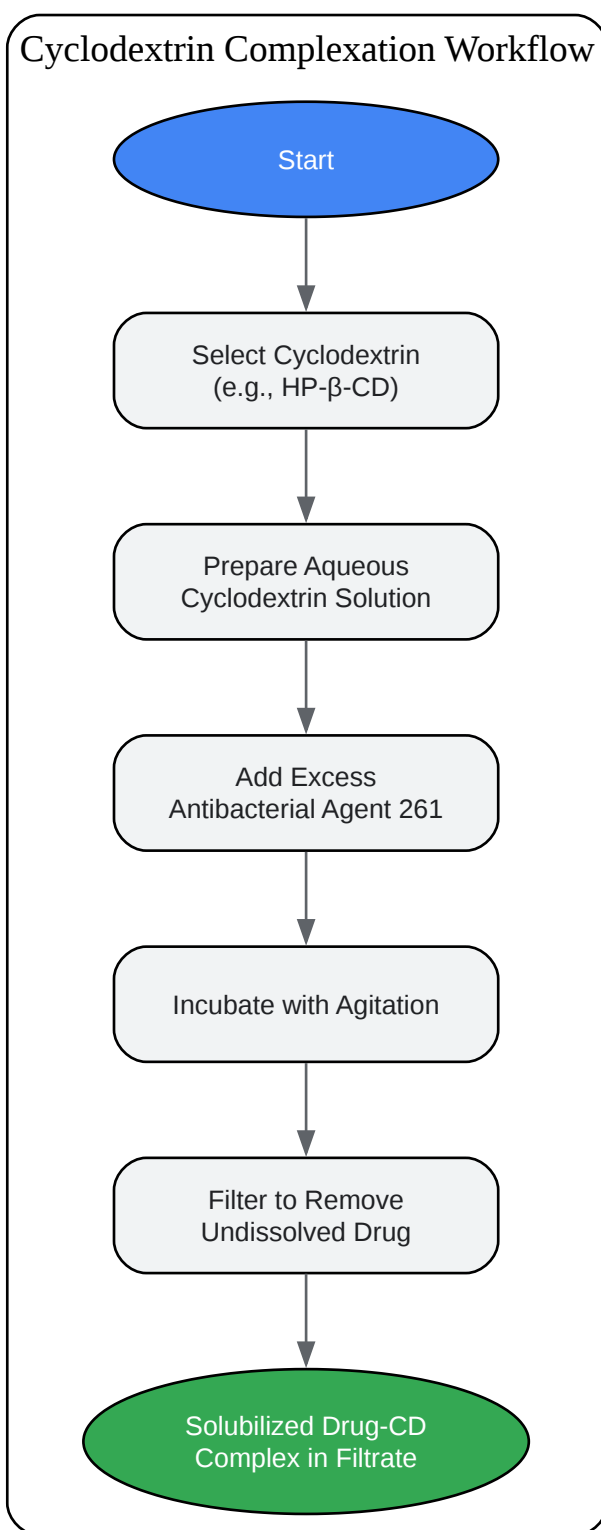 Cyclodextrin Complexation Workflow
Start
Select Cyclodextrin
(e.g., HP-β-CD)
Prepare Aqueous
Cyclodextrin Solution
Add Excess
Antibacterial Agent 261
Incubate with Agitation
Filter to Remove
Undissolved Drug
Solubilized Drug-CD
Complex in Filtrate